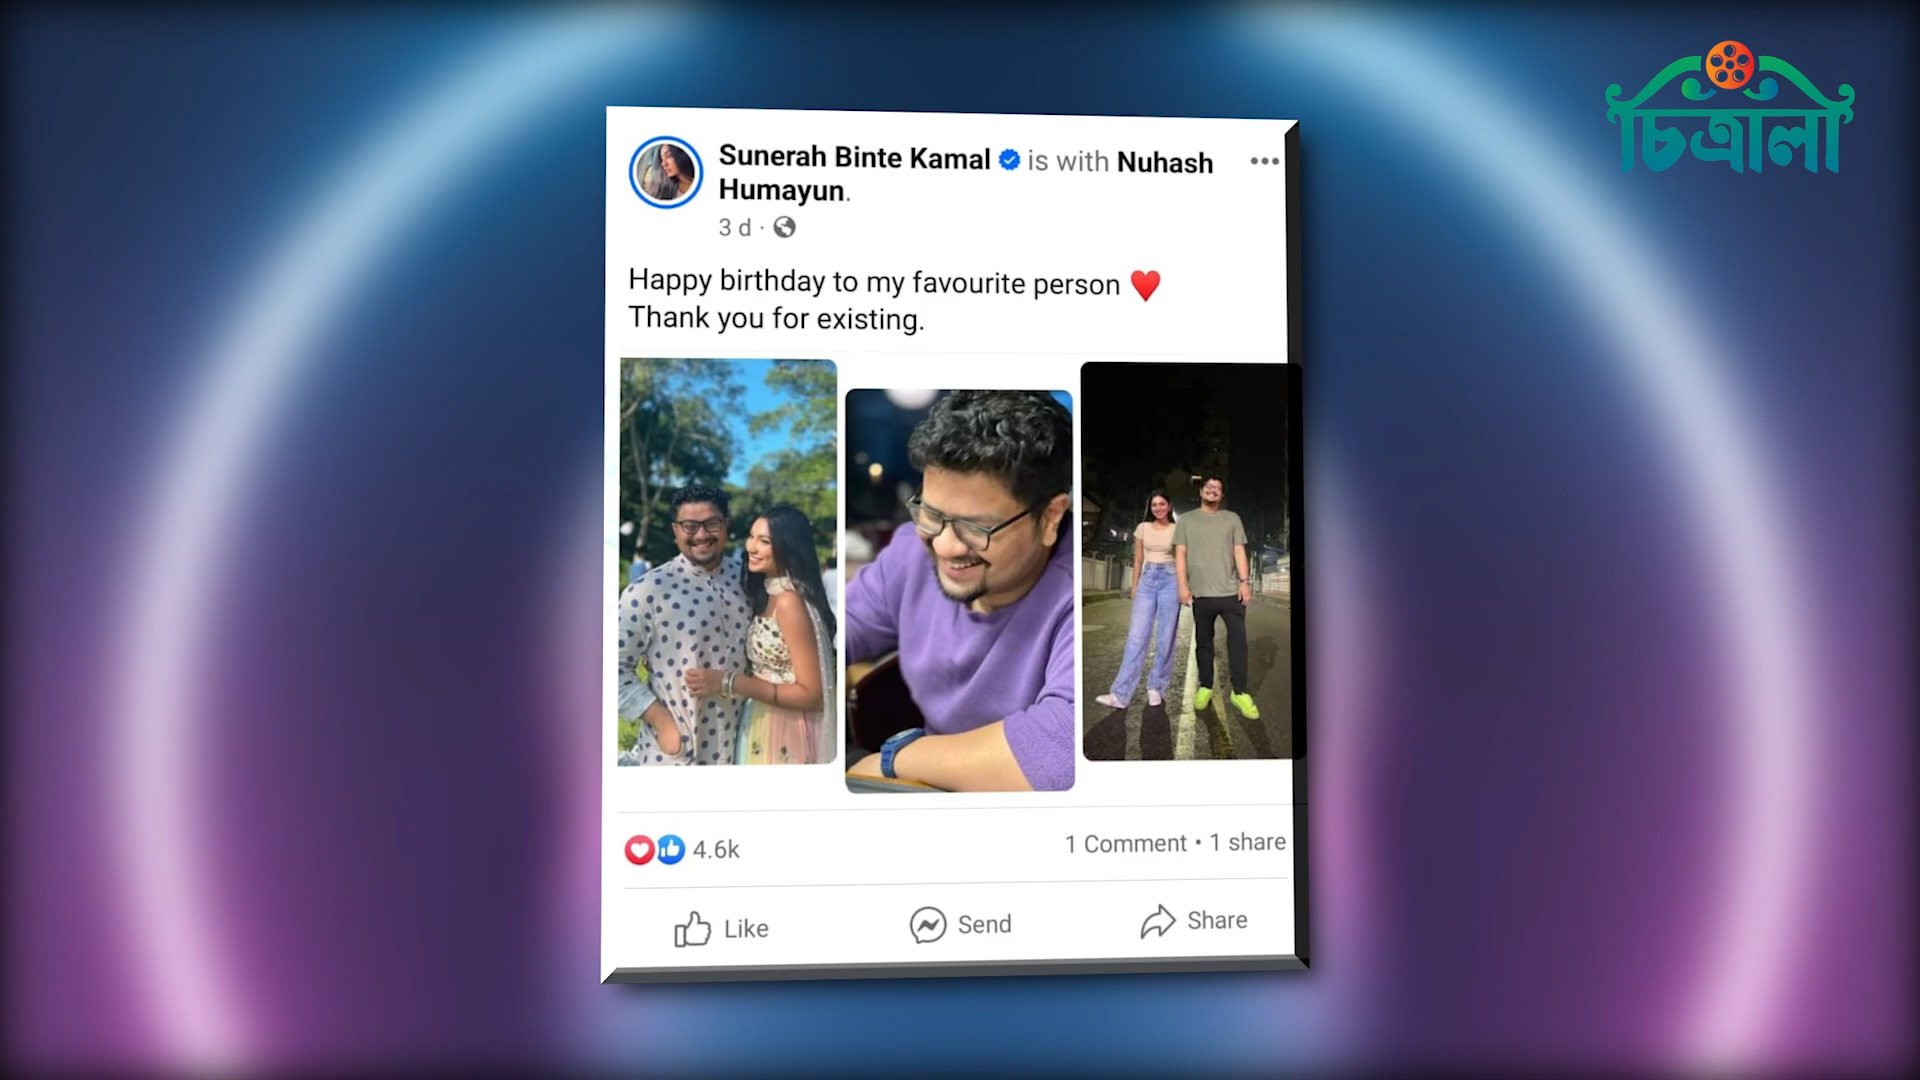 চিত্রালী
Sunerah Binte Kamal is with Nuhash
Humayun.
3 d ·
Happy birthday to my favourite person ❤️
Thank you for existing.
4.6k
1 Comment • 1 share
Like
Send
Share